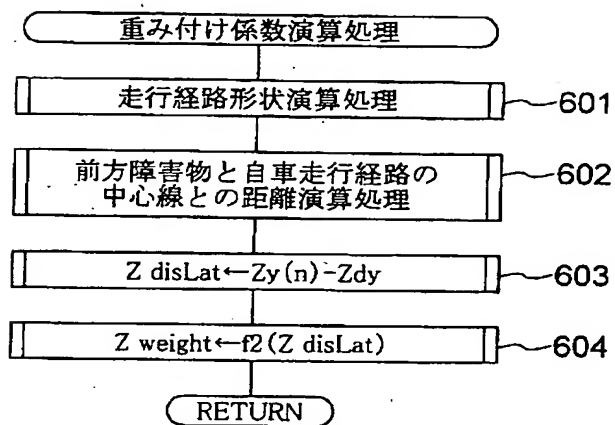 重み付け係数演算処理
走行経路形状演算処理
601
前方障害物と自車走行経路の
中心線との距離演算処理
602
Z disLat←Zy(n)-Zdy
603
Z weight←f2(Z disLat)
604
RETURN